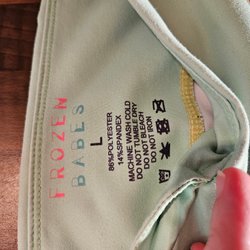 FROZEN
BABES
L
86%POLYESTER
14%SPANDEX
MACHINE WASH COLD
DO NOT TUMBLE DRY
DO NOT BLEACH
DO NOT IRON